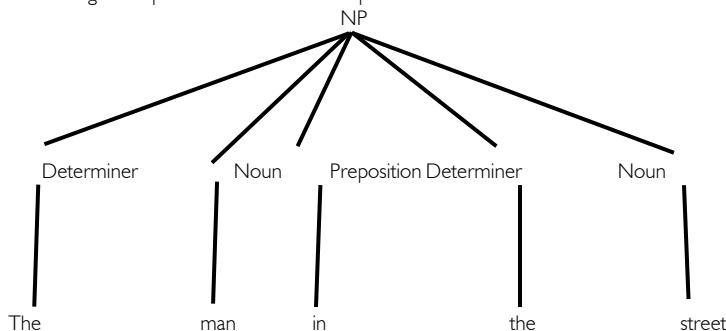 NP
Determiner Noun Preposition Determiner Noun
The man in the street